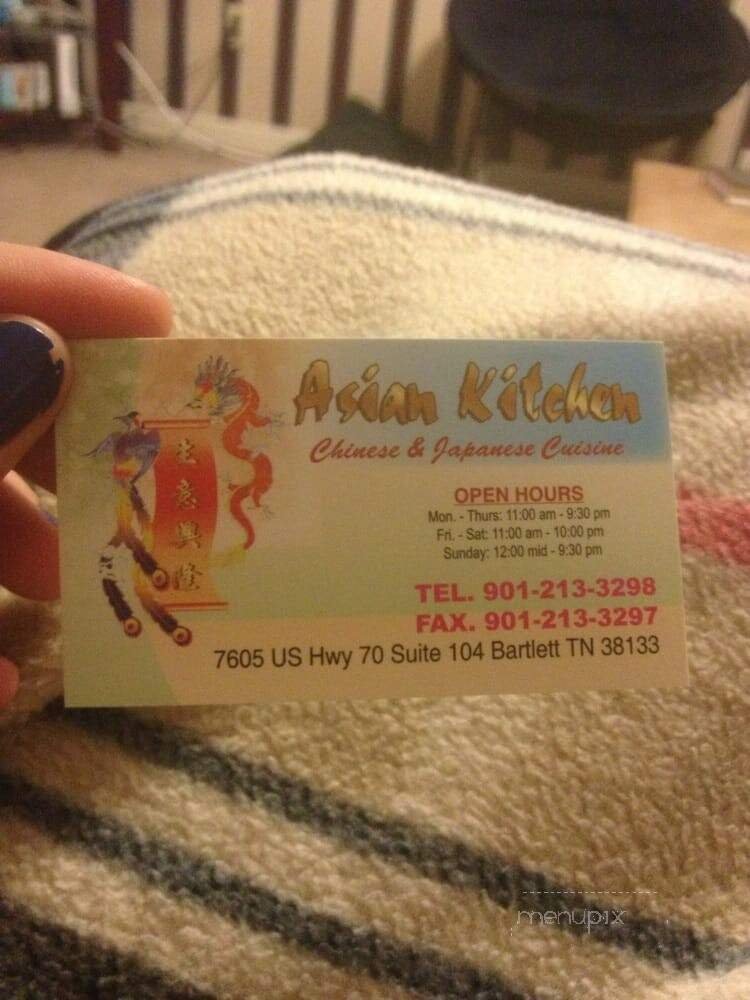 Asian Kitchen
Chinese & Japanese Cuisine
生意興隆
OPEN HOURS
Mon. - Thurs: 11:00 am - 9:30 pm
Fri. - Sat: 11:00 am - 10:00 pm
Sunday: 12:00 mid - 9:30 pm
TEL. 901-213-3298
FAX. 901-213-3297
7605 US Hwy 70 Suite 104 Bartlett TN 38133
menupix